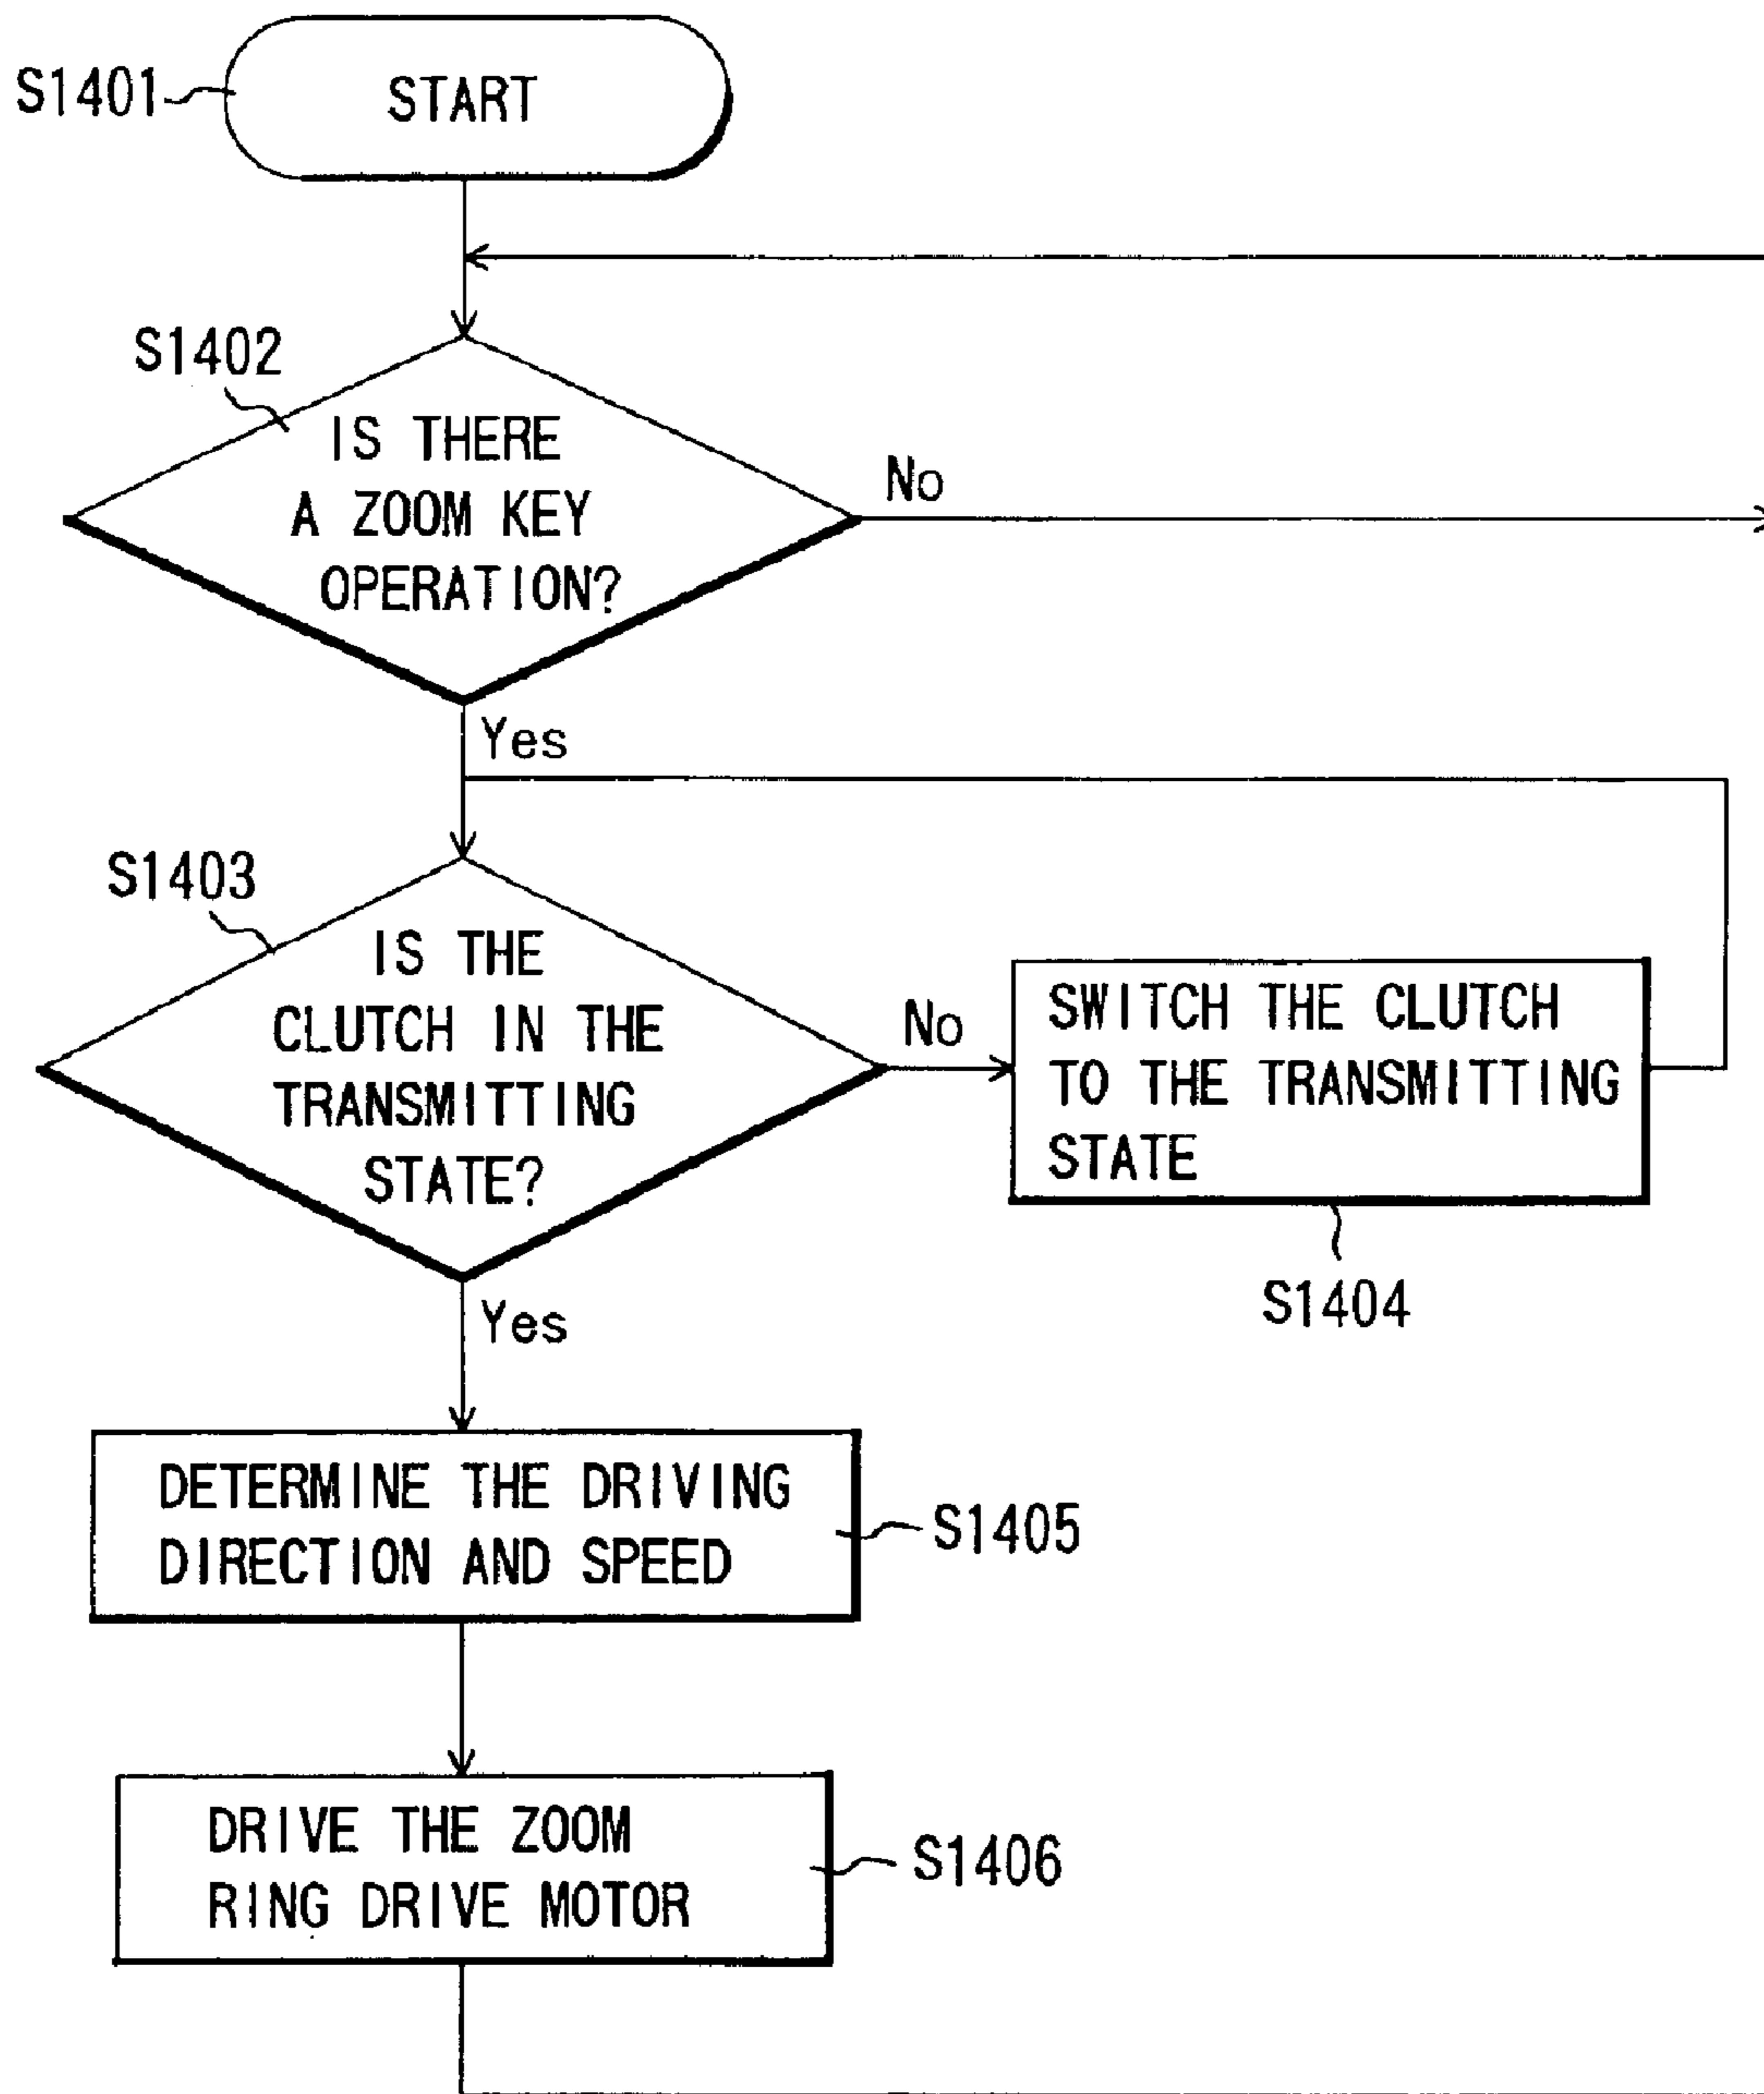 S1401
START
S1402
IS THERE
A ZOOM KEY
OPERATION?
No
Yes
S1403
IS THE
CLUTCH IN THE
TRANSMITTING
STATE?
No
SWITCH THE CLUTCH
TO THE TRANSMITTING
STATE
S1404
Yes
DETERMINE THE DRIVING
DIRECTION AND SPEED
S1405
DRIVE THE ZOOM
RING DRIVE MOTOR
S1406